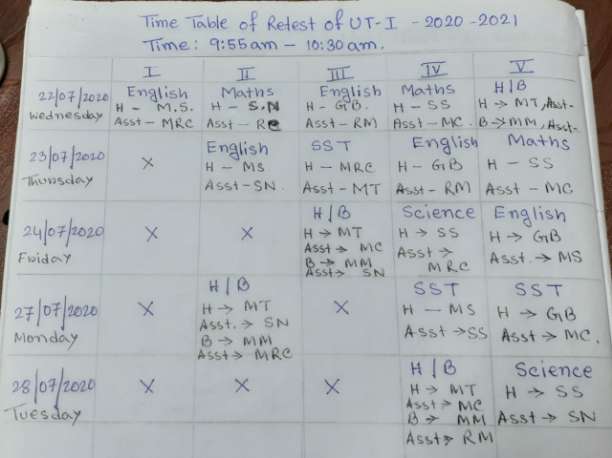 Time Table of Retest of UT-I - 2020-2021
Time: 9:55am - 10:30am.
I II III IV V
22/07/2020 English Maths English Maths H|B
Wednesday H - M.S. H - S.N H - GB. H - SS H → MT, Asst-
Asst - MRC Asst - RC Asst - RM Asst - MC. B → MM, Asst-
23/07/2020 × English SST English Maths
Thursday H - MS H - MRC H - GB H - SS
Asst - SN. Asst - MT Asst - RM Asst - MC
24/07/2020 × × H|B Science English
Friday H → MT H → SS H → GB
Asst → MC Asst → Asst. → MS
B → MM MRC
Asst → SN
27/07/2020 × H|B × SST SST
Monday H → MT H - MS H → GB
Asst. → SN Asst → SS Asst → MC.
B → MM
Asst → MRC
28/07/2020 × × × H|B Science
Tuesday H → MT H → SS
Asst → MC Asst → SN
B → MM
Asst → RM